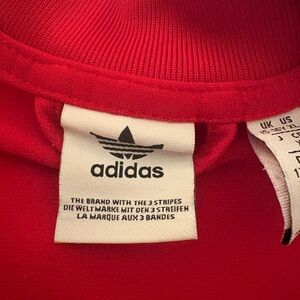 adidas
THE BRAND WITH THE 3 STRIPES
DIE WELTMARKE MIT DEN 3 STREIFEN
LA MARQUE AUX 3 BANDES
UK US